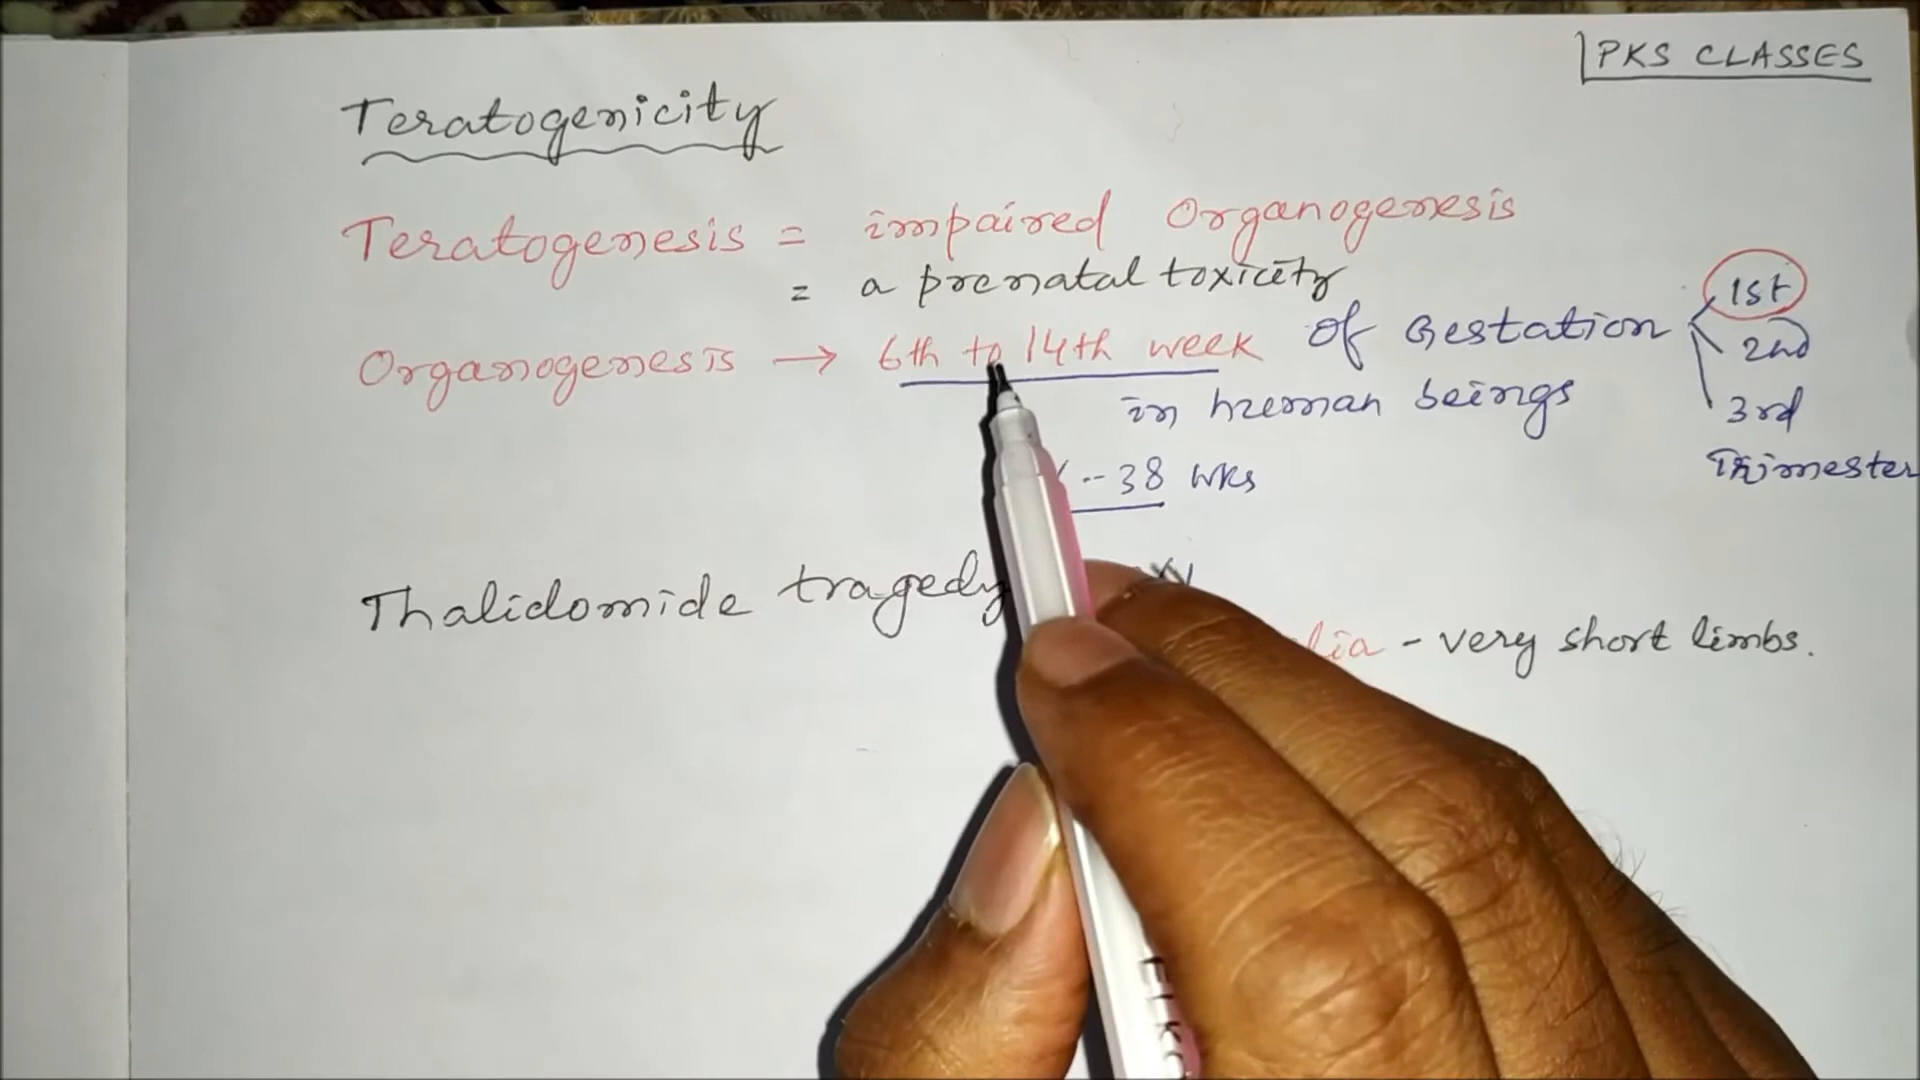 PKS CLASSES
Teratogenicity
Teratogenesis = impaired Organogenesis
= a prenatal toxicity
Organogenesis → 6th to 14th week of Gestation
1st
2nd
3rd
Trimester
in human beings
-- 38 wks
Thalidomide tragedy
lia - very short limbs.